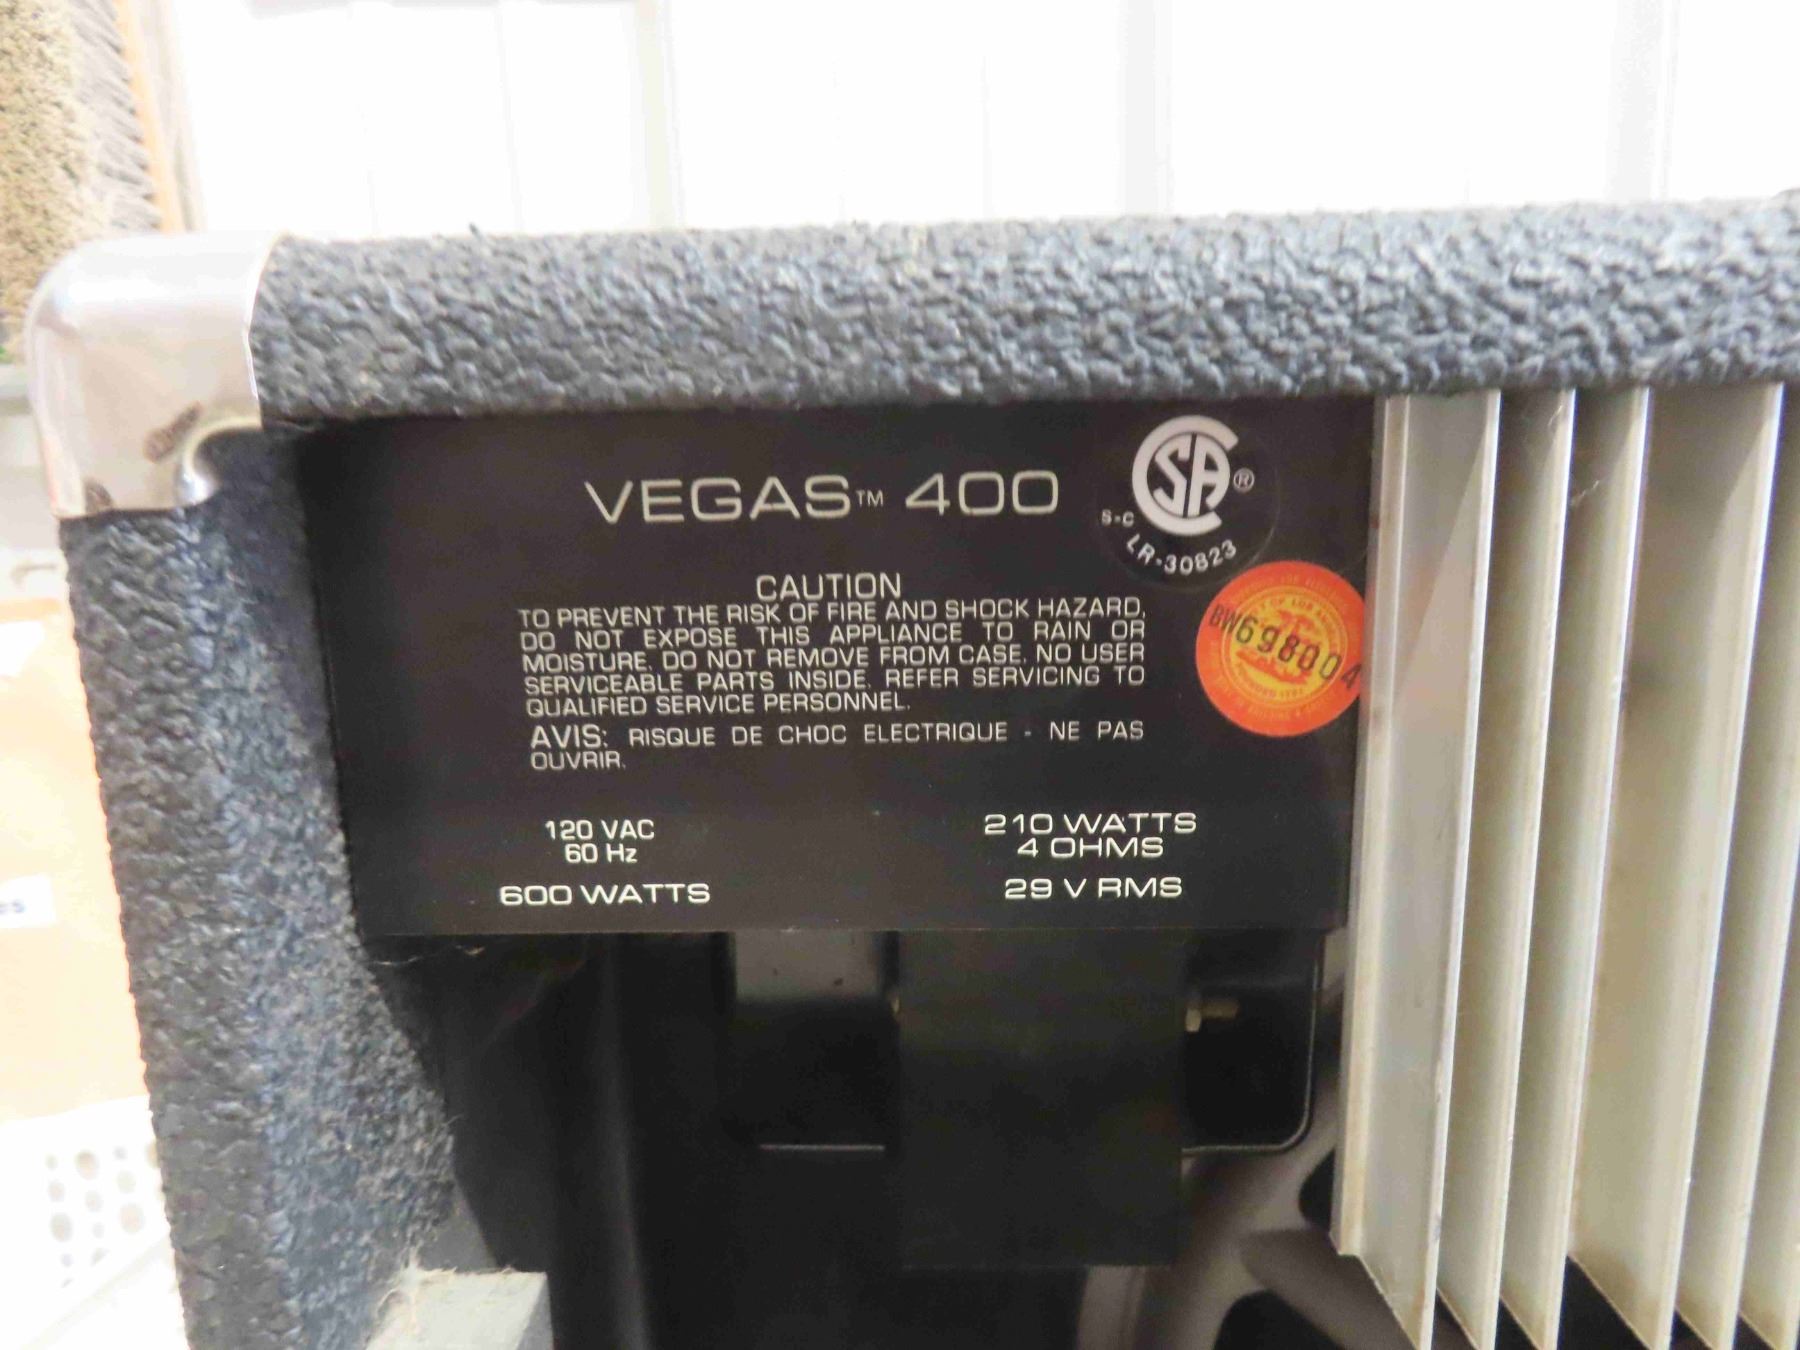 VEGAS™ 400
CSA®
S-C
LR-30823
CAUTION
TO PREVENT THE RISK OF FIRE AND SHOCK HAZARD,
DO NOT EXPOSE THIS APPLIANCE TO RAIN OR
MOISTURE. DO NOT REMOVE FROM CASE. NO USER
SERVICEABLE PARTS INSIDE. REFER SERVICING TO
QUALIFIED SERVICE PERSONNEL.
AVIS: RISQUE DE CHOC ELECTRIQUE - NE PAS
OUVRIR.
BW698004
120 VAC
60 Hz
600 WATTS
210 WATTS
4 OHMS
29 V RMS